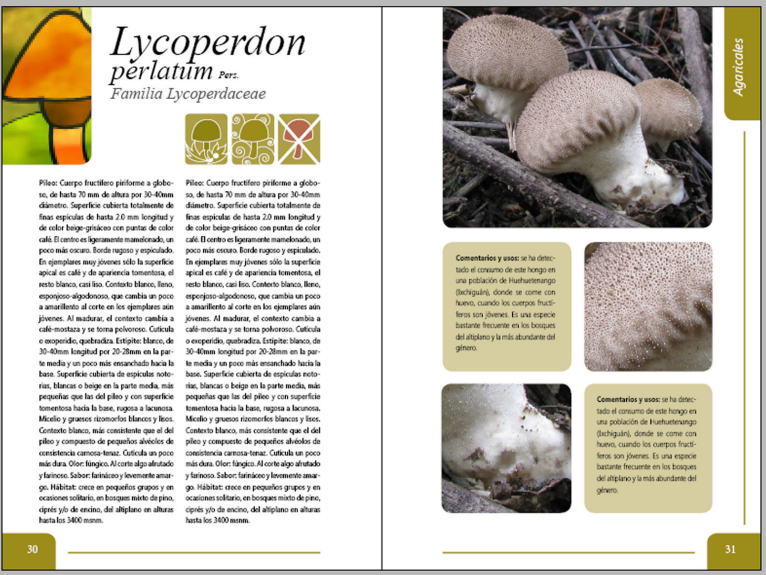 Lycoperdon
perlatum Pers.
Familia Lycoperdaceae
Píleo: Cuerpo fructífero piriforme a globo-
so, de hasta 70 mm de altura por 30-40mm
diámetro. Superficie cubierta totalmente de
finas espículas de hasta 2.0 mm longitud y
de color beige-grisáceo con puntas de color
café. El centro es ligeramente mamelonado, un
poco más oscuro. Borde rugoso y espiculado.
En ejemplares muy jóvenes sólo la superficie
apical es café y de apariencia tomentosa, el
resto blanco, casi liso. Contexto blanco, lleno,
esponjoso-algodonoso, que cambia un poco
a amarillento al corte en los ejemplares aún
jóvenes. Al madurar, el contexto cambia a
café-mostaza y se torna polvoroso. Cutícula
o exoperidio, quebradiza. Estípite: blanco, de
30-40mm longitud por 20-28mm en la par-
te media y un poco más ensanchado hacia la
base. Superficie cubierta de espículas noto-
rias, blancas o beige en la parte media, más
pequeñas que las del píleo y con superficie
tomentosa hacia la base, rugosa a lacunosa.
Micelio y gruesos rizomorfos blancos y lisos.
Contexto blanco, más consistente que el del
píleo y compuesto de pequeños alvéolos de
consistencia carnosa-tenaz. Cutícula un poco
más dura. Olor: fúngico. Al corte algo afrutado
y farinoso. Sabor: farináceo y levemente amar-
go. Hábitat: crece en pequeños grupos y en
ocasiones solitario, en bosques mixto de pino,
ciprés y/o de encino, del altiplano en alturas
hasta los 3400 msnm.
Píleo: Cuerpo fructífero piriforme a globo-
so, de hasta 70 mm de altura por 30-40mm
diámetro. Superficie cubierta totalmente de
finas espículas de hasta 2.0 mm longitud y
de color beige-grisáceo con puntas de color
café. El centro es ligeramente mamelonado, un
poco más oscuro. Borde rugoso y espiculado.
En ejemplares muy jóvenes sólo la superficie
apical es café y de apariencia tomentosa, el
resto blanco, casi liso. Contexto blanco, lleno,
esponjoso-algodonoso, que cambia un poco
a amarillento al corte en los ejemplares aún
jóvenes. Al madurar, el contexto cambia a
café-mostaza y se torna polvoroso. Cutícula
o exoperidio, quebradiza. Estípite: blanco, de
30-40mm longitud por 20-28mm en la par-
te media y un poco más ensanchado hacia la
base. Superficie cubierta de espículas noto-
rias, blancas o beige en la parte media, más
pequeñas que las del píleo y con superficie
tomentosa hacia la base, rugosa a lacunosa.
Micelio y gruesos rizomorfos blancos y lisos.
Contexto blanco, más consistente que el del
píleo y compuesto de pequeños alvéolos de
consistencia carnosa-tenaz. Cutícula un poco
más dura. Olor: fúngico. Al corte algo afrutado
y farinoso. Sabor: farináceo y levemente amar-
go. Hábitat: crece en pequeños grupos y en
ocasiones solitario, en bosques mixto de pino,
ciprés y/o de encino, del altiplano en alturas
hasta los 3400 msnm.
30
Agaricales
Comentarios y usos: se ha detec-
tado el consumo de este hongo en
una población de Huehuetenango
(Ixchiguán), donde se come con
huevo, cuando los cuerpos fructí-
feros son jóvenes. Es una especie
bastante frecuente en los bosques
del altiplano y la más abundante del
género.
Comentarios y usos: se ha detec-
tado el consumo de este hongo en
una población de Huehuetenango
(Ixchiguán), donde se come con
huevo, cuando los cuerpos fructí-
feros son jóvenes. Es una especie
bastante frecuente en los bosques
del altiplano y la más abundante del
género.
31